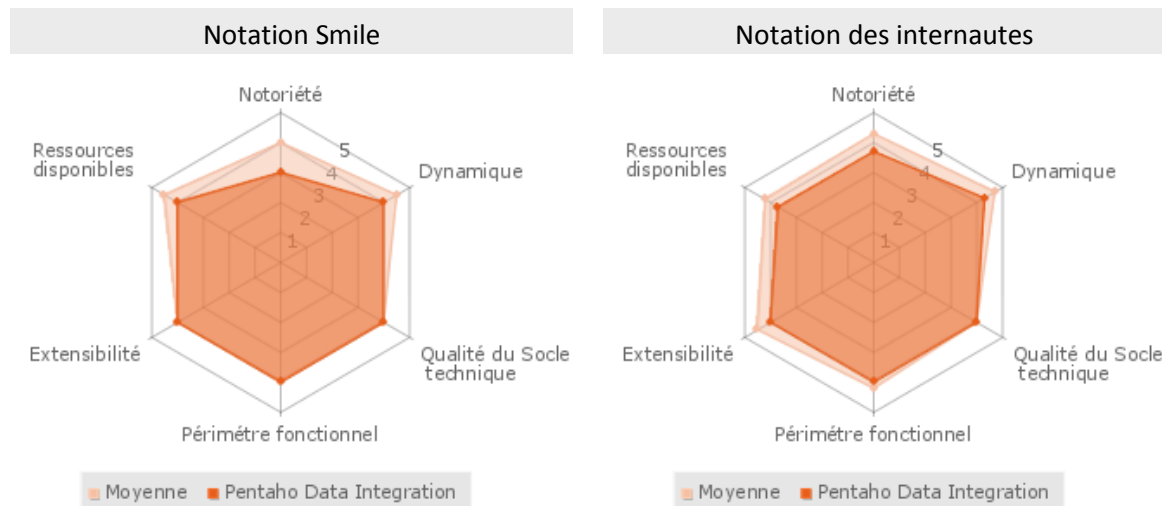 Notation Smile
Notoriété
Ressources
disponibles
5
Dynamique
4
3
2
1
Extensibilité
Qualité du Socle
technique
Périmétre fonctionnel
Moyenne Pentaho Data Integration
Notation des internautes
Notoriété
Ressources
disponibles
5
Dynamique
4
3
2
1
Extensibilité
Qualité du Socle
technique
Périmétre fonctionnel
Moyenne Pentaho Data Integration